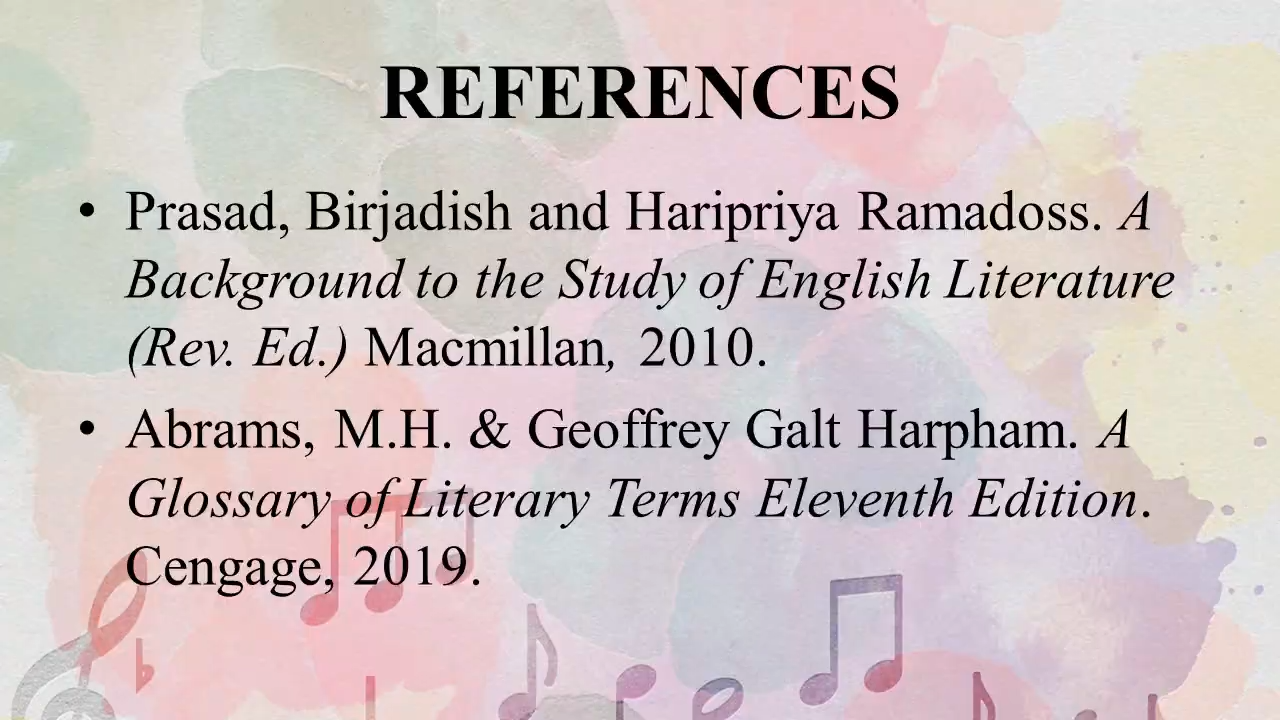 REFERENCES
• Prasad, Birjadish and Haripriya Ramadoss. A
Background to the Study of English Literature
(Rev. Ed.) Macmillan, 2010.
• Abrams, M.H. & Geoffrey Galt Harpham. A
Glossary of Literary Terms Eleventh Edition.
Cengage, 2019.